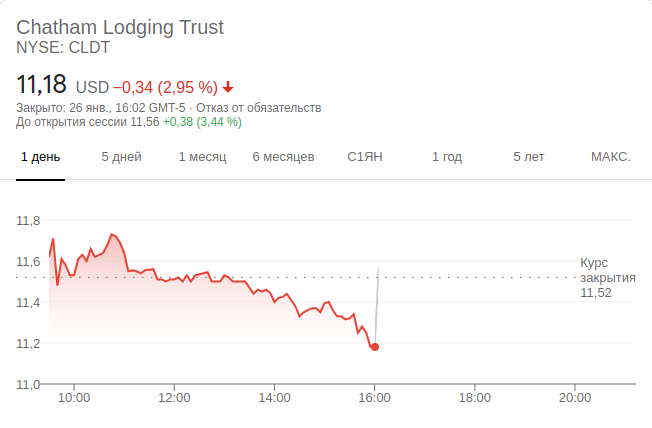 Chatham Lodging Trust
NYSE: CLDT
11,18 USD −0,34 (2,95 %)
Закрыто: 26 янв., 16:02 GMT-5 · Отказ от обязательств
До открытия сессии 11,56 +0,38 (3,44 %)
1 день 5 дней 1 месяц 6 месяцев С1ЯН 1 год 5 лет МАКС.
11,8
11,6
11,4
11,2
11,0
Курс
закрытия
11,52
10:00 12:00 14:00 16:00 18:00 20:00